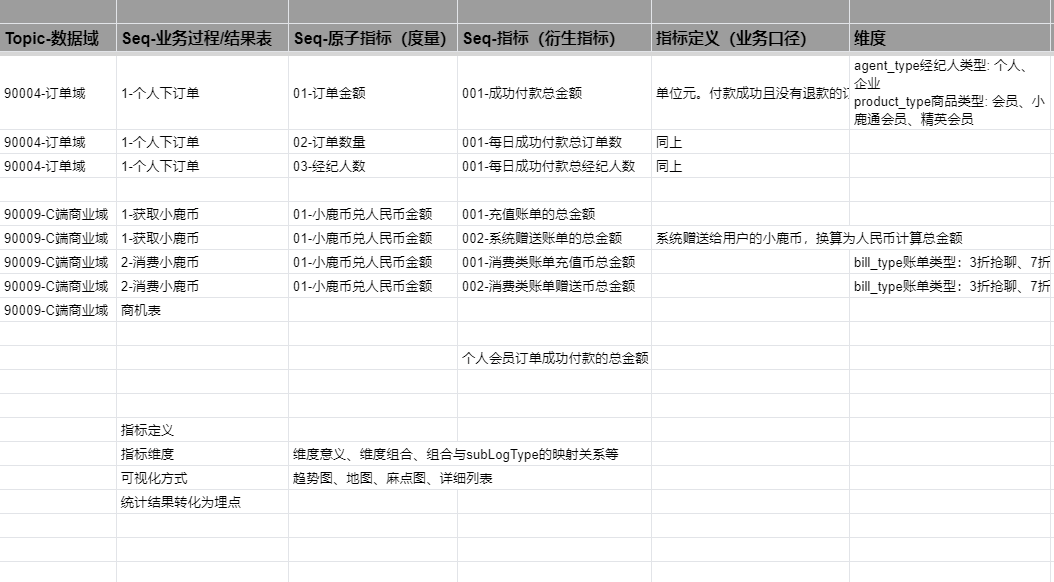 Topic-数据域 Seq-业务过程/结果表 Seq-原子指标（度量） Seq-指标（衍生指标） 指标定义（业务口径） 维度
90004-订单域 1-个人下订单 01-订单金额 001-成功付款总金额 单位元。付款成功且没有退款的 agent_type经纪人类型: 个人、
企业
product_type商品类型: 会员、小
鹿通会员、精英会员
90004-订单域 1-个人下订单 02-订单数量 001-每日成功付款总订单数 同上
90004-订单域 1-个人下订单 03-经纪人数 001-每日成功付款总经纪人数 同上
90009-C端商业域 1-获取小鹿币 01-小鹿币兑人民币金额 001-充值账单的总金额
90009-C端商业域 1-获取小鹿币 01-小鹿币兑人民币金额 002-系统赠送账单的总金额 系统赠送给用户的小鹿币，换算为人民币计算总金额
90009-C端商业域 2-消费小鹿币 01-小鹿币兑人民币金额 001-消费类账单充值币总金额 bill_type账单类型：3折抢聊、7折
90009-C端商业域 2-消费小鹿币 01-小鹿币兑人民币金额 002-消费类账单赠送币总金额 bill_type账单类型：3折抢聊、7折
90009-C端商业域 商机表
个人会员订单成功付款的总金额
指标定义
指标维度 维度意义、维度组合、组合与subLogType的映射关系等
可视化方式 趋势图、地图、麻点图、详细列表
统计结果转化为埋点